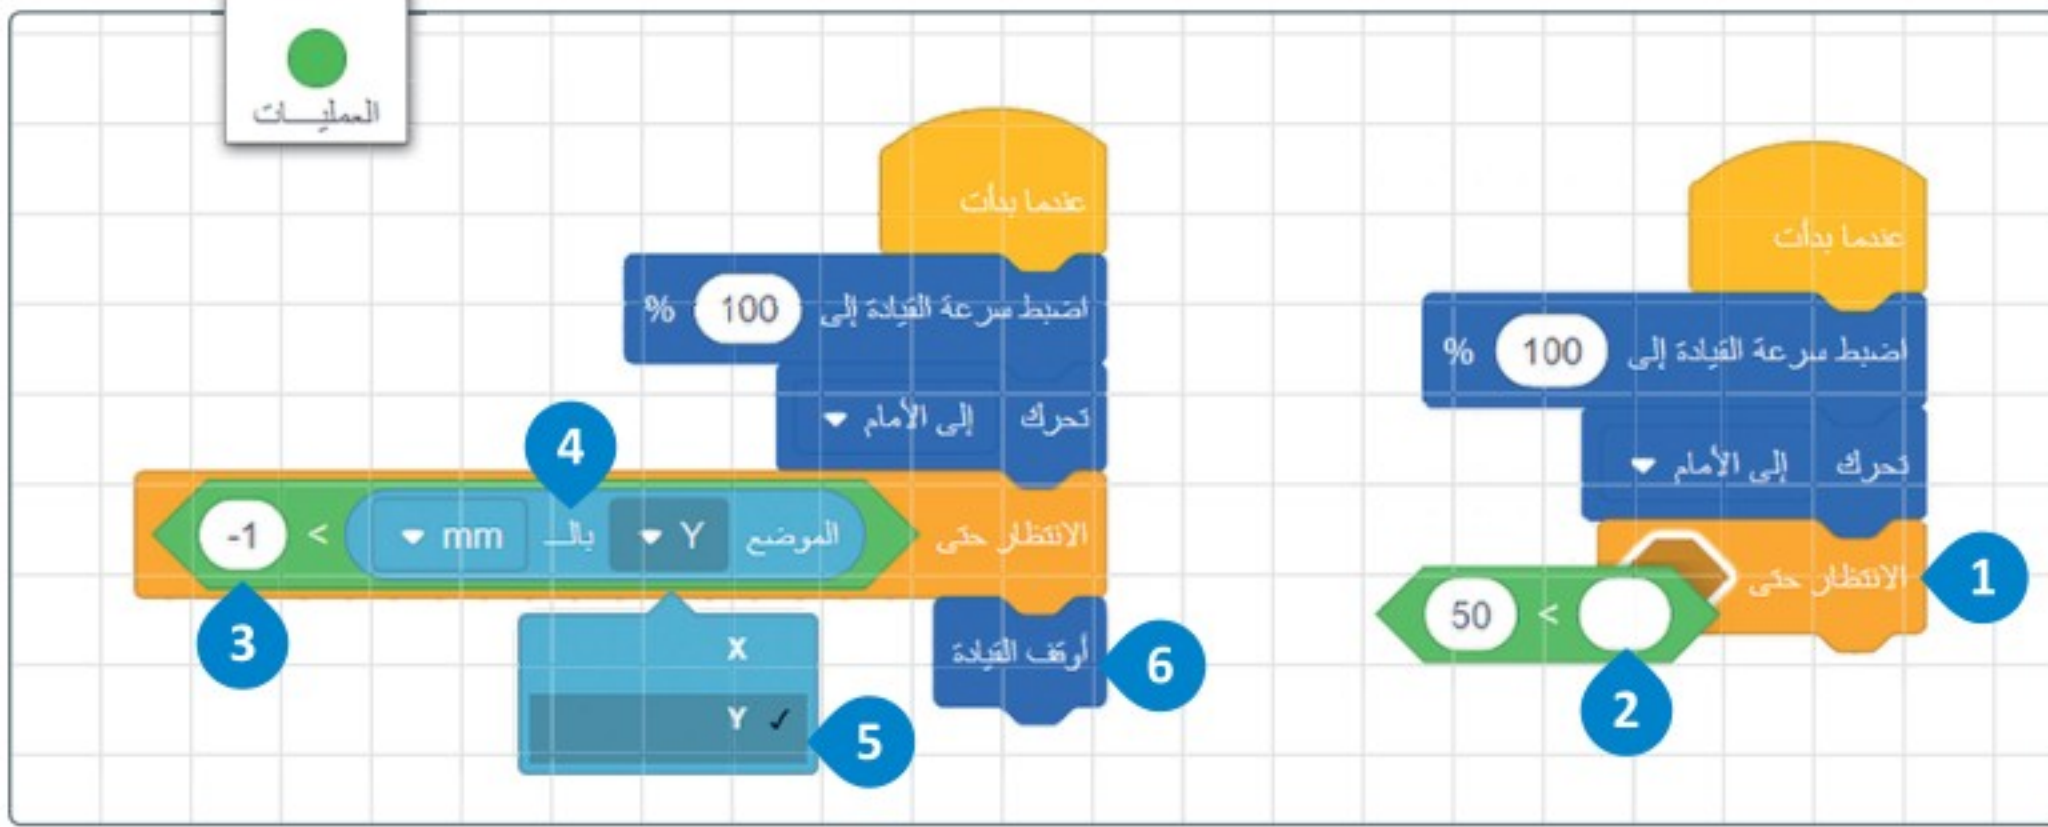 العمليات
عندما بدأت
اضبط سرعة القيادة إلى 100 %
تحرك إلى الأمام
الانتظار حتى
50 < 
1
2
عندما بدأت
اضبط سرعة القيادة إلى 100 %
تحرك إلى الأمام
4
الانتظار حتى الموضع Y بالـ mm < -1
3
X
Y ✓
5
أوقف القيادة
6